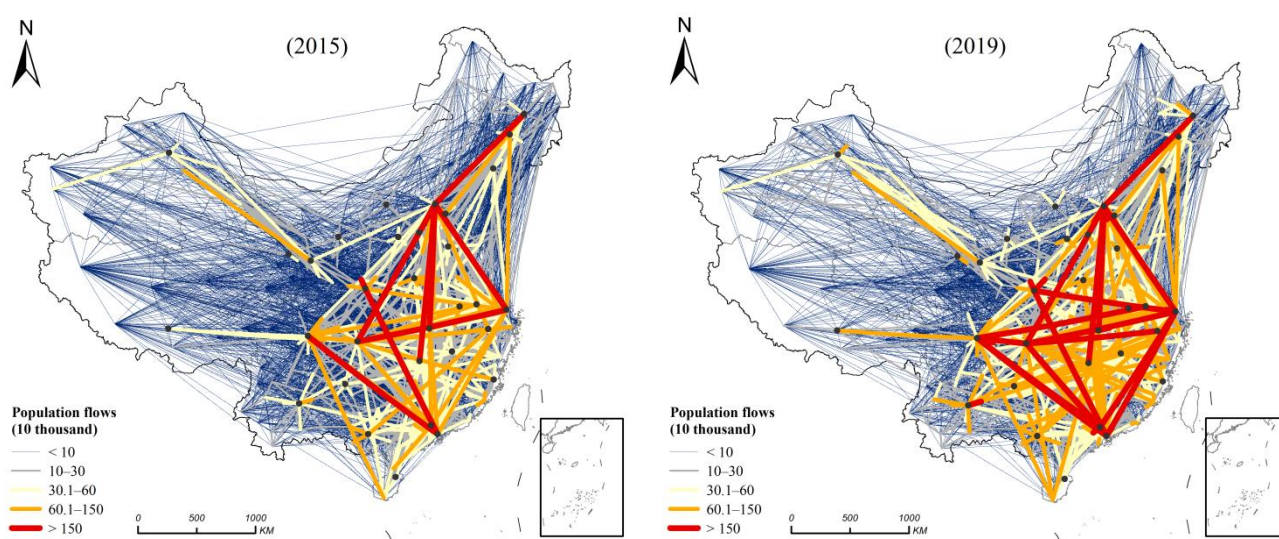 N
(2015)
Population flows
(10 thousand)
< 10
10–30
30.1–60
60.1–150
> 150
0 500 1000
KM
N
(2019)
Population flows
(10 thousand)
< 10
10–30
30.1–60
60.1–150
> 150
0 500 1000
KM